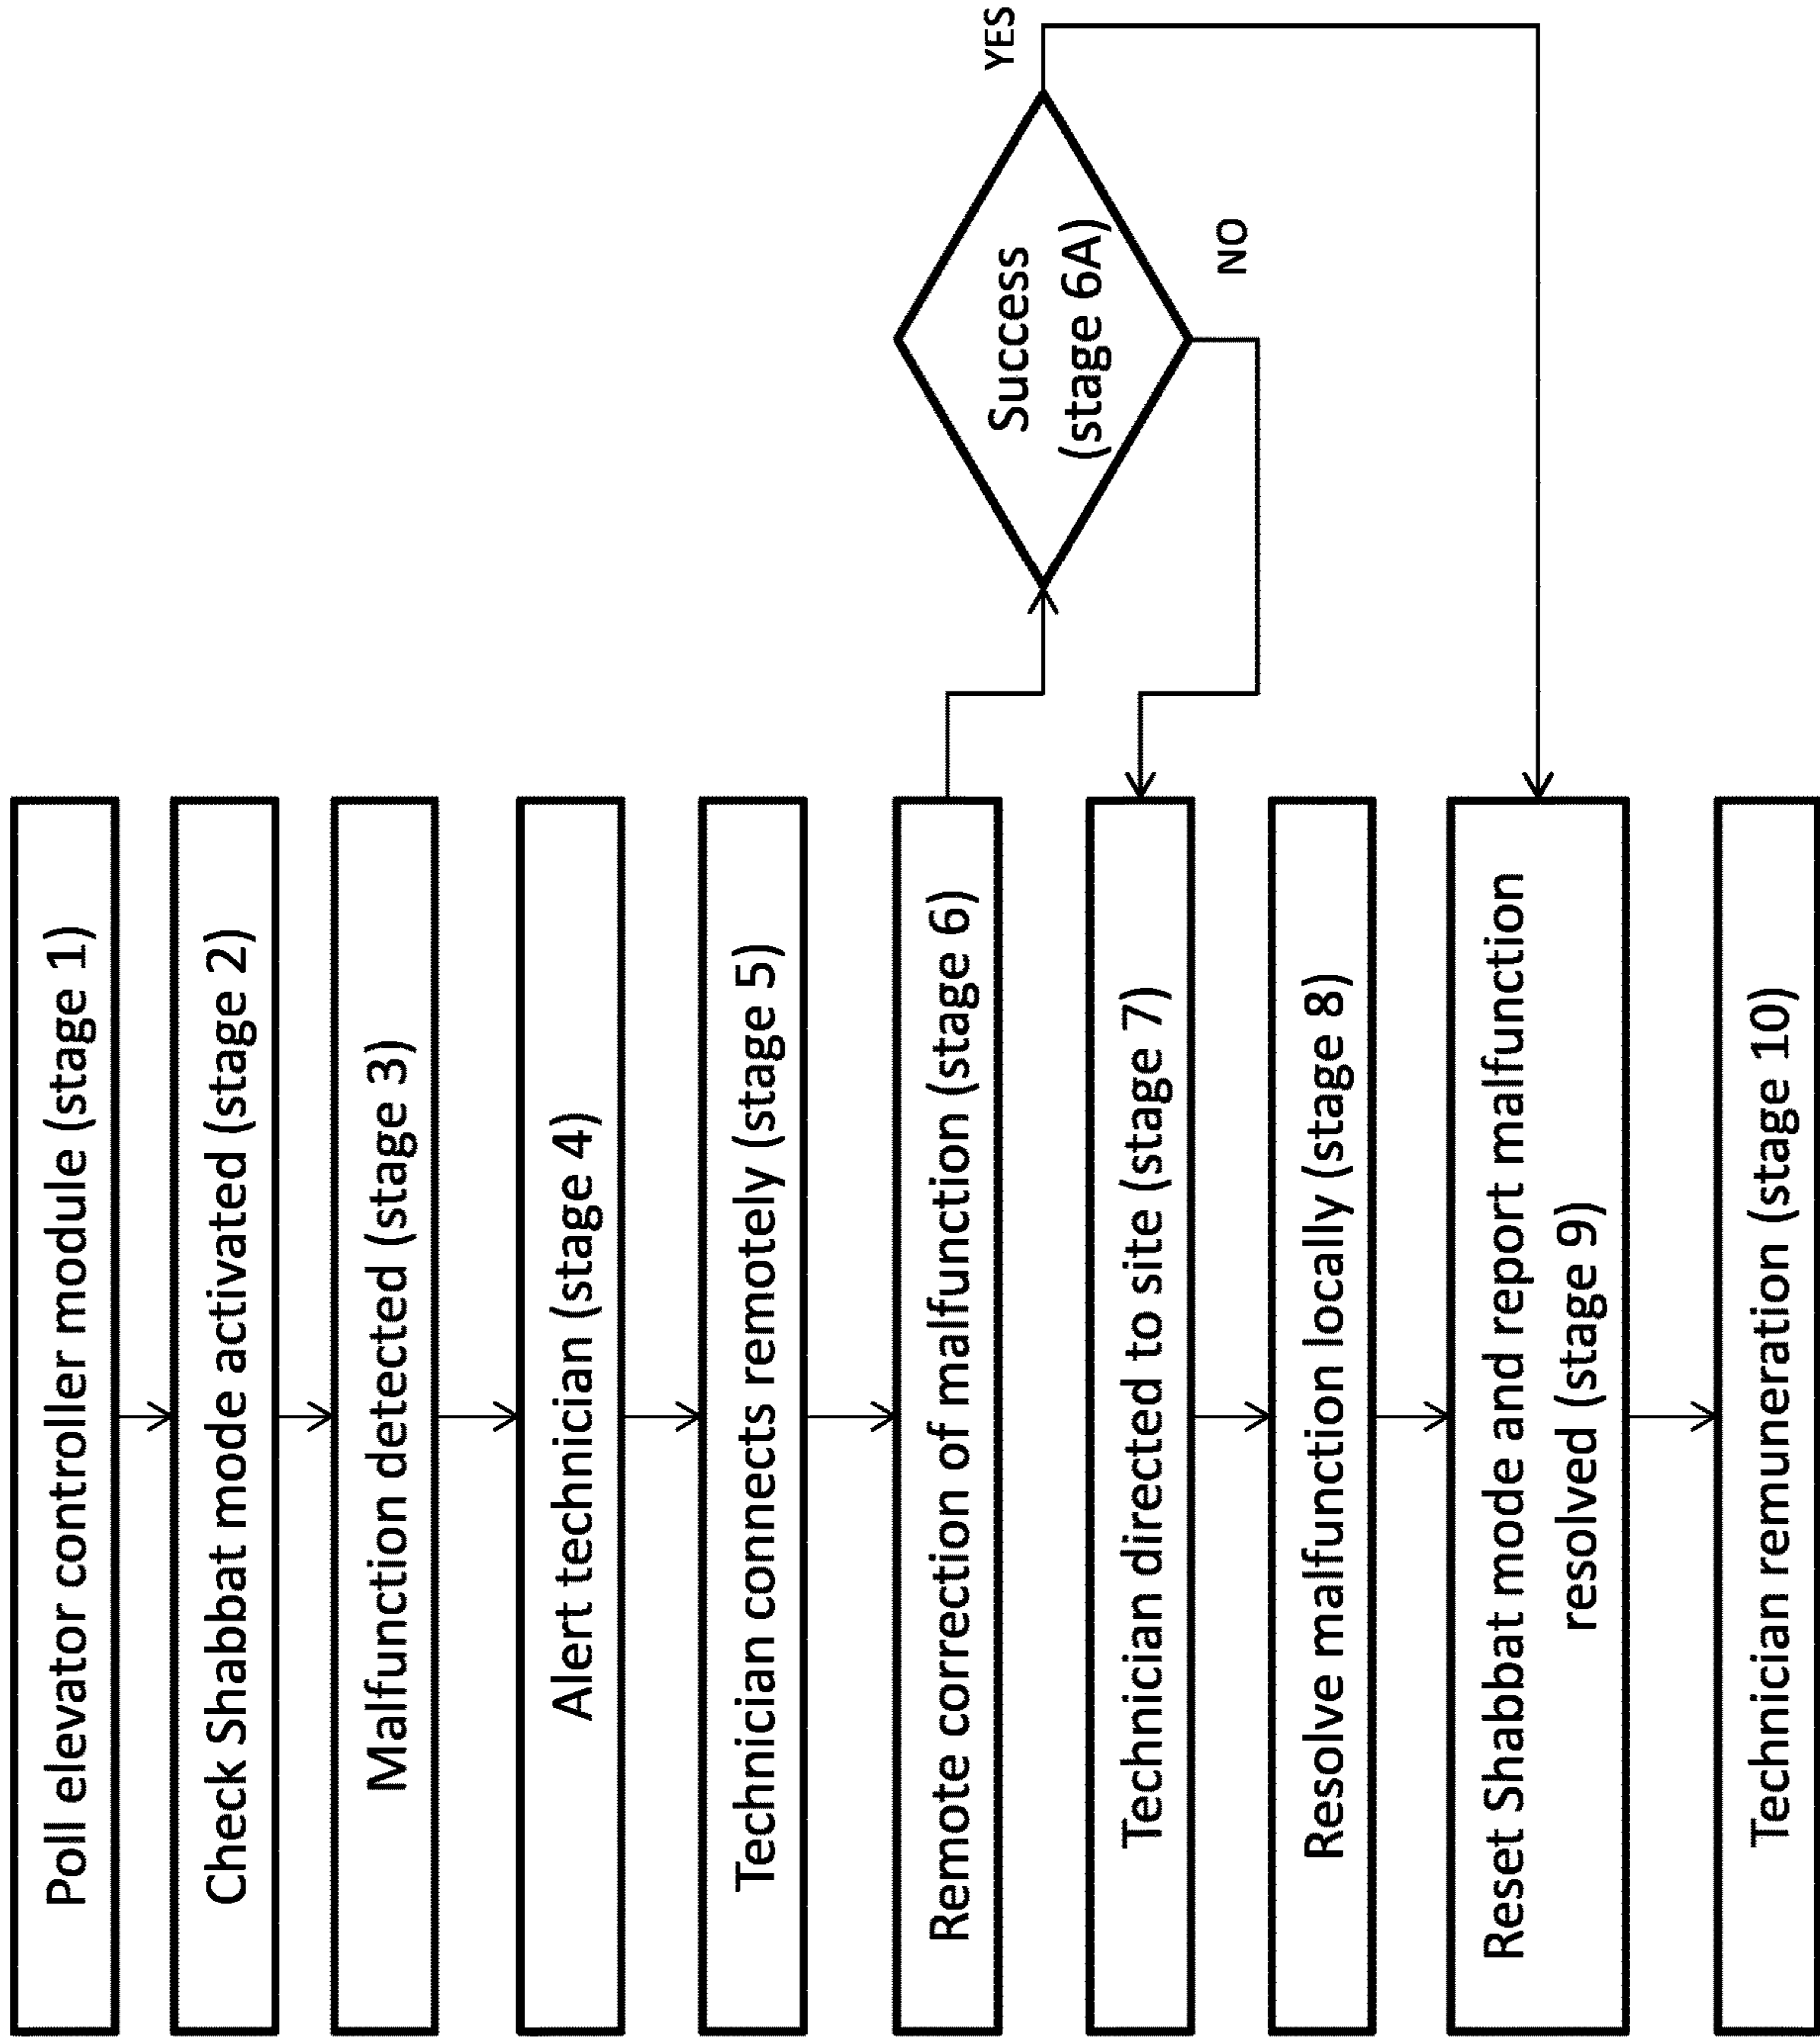 Poll elevator controller module (stage 1)
Check Shabbat mode activated (stage 2)
Malfunction detected (stage 3)
Alert technician (stage 4)
Technician connects remotely (stage 5)
Remote correction of malfunction (stage 6)
Success
(stage 6A)
YES
NO
Technician directed to site (stage 7)
Resolve malfunction locally (stage 8)
Reset Shabbat mode and report malfunction
resolved (stage 9)
Technician remuneration (stage 10)